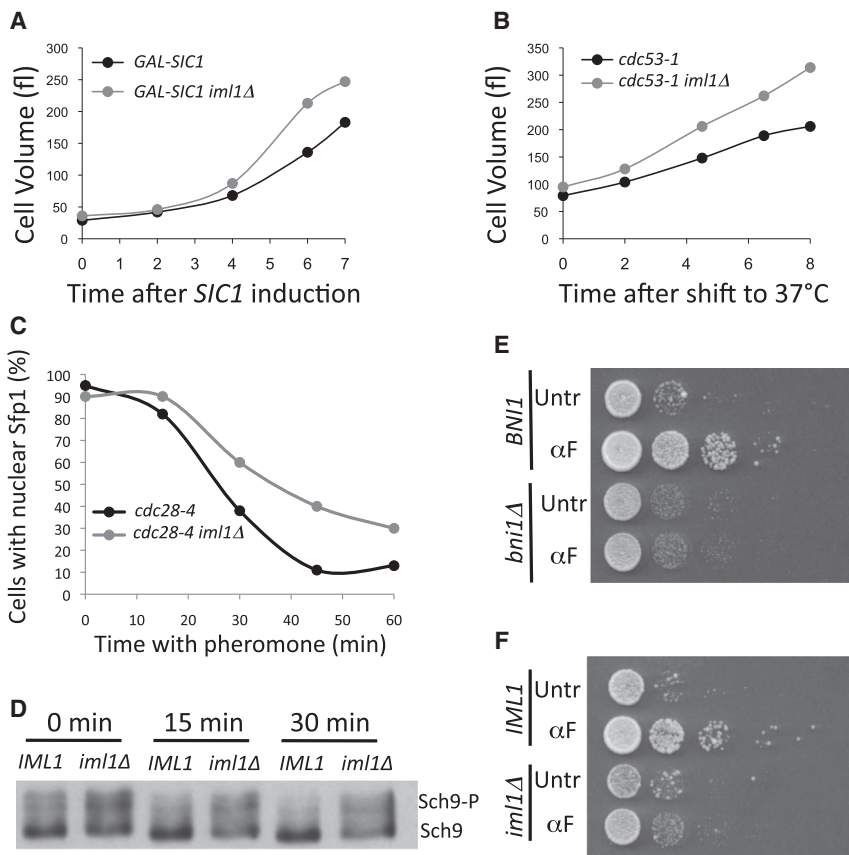 A
300
250
200
150
100
50
0
Cell Volume (fl)
GAL-SIC1
GAL-SIC1 iml1Δ
0 1 2 3 4 5 6 7
Time after SIC1 induction
B
350
300
250
200
150
100
50
0
Cell Volume (fl)
cdc53-1
cdc53-1 iml1Δ
0 2 4 6 8
Time after shift to 37°C
C
100
90
80
70
60
50
40
30
20
10
0
Cells with nuclear Sfp1 (%)
cdc28-4
cdc28-4 iml1Δ
0 10 20 30 40 50 60
Time with pheromone (min)
D
0 min 15 min 30 min
IML1 iml1Δ IML1 iml1Δ IML1 iml1Δ
Sch9-P
Sch9
E
BNI1
Untr
αF
bni1Δ
Untr
αF
F
IML1
Untr
αF
iml1Δ
Untr
αF